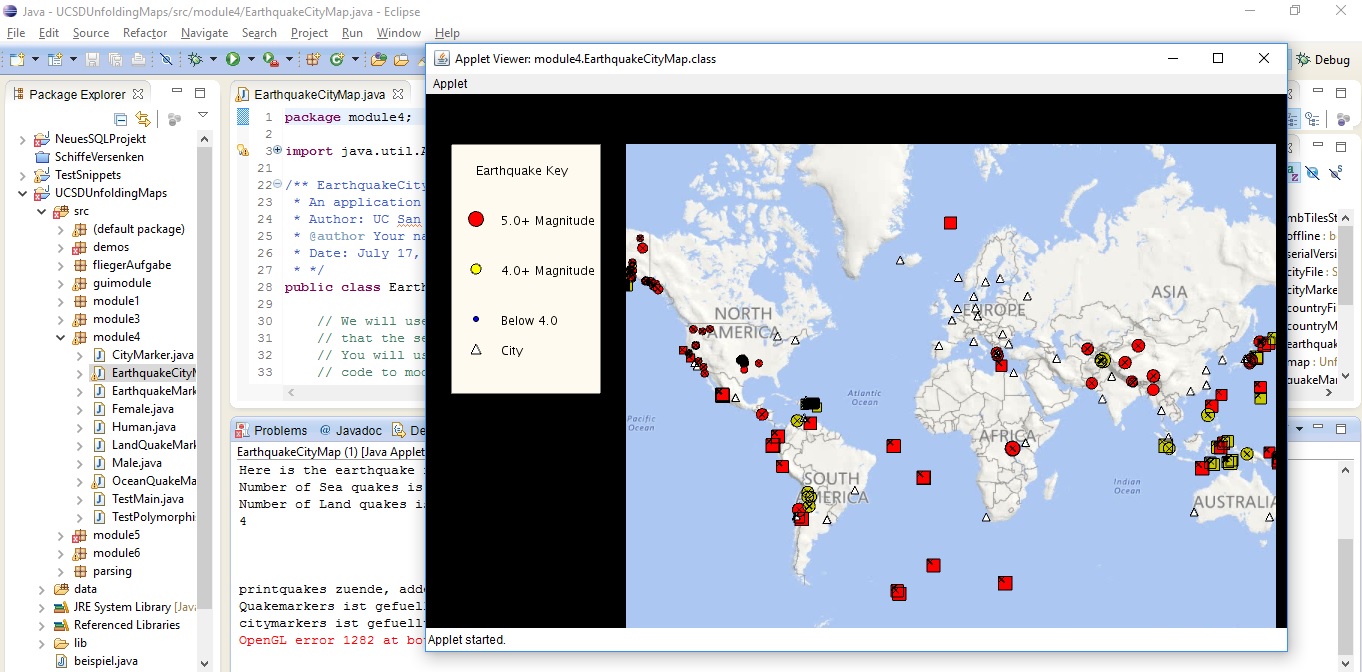 Java - UCSDUnfoldingMaps/src/module4/EarthquakeCityMap.java - Eclipse
File Edit Source Refactor Navigate Search Project Run Window Help
Debug
Package Explorer
NeuesSQLProjekt
SchiffeVersenken
TestSnippets
UCSDUnfoldingMaps
src
(default package)
demos
fliegerAufgabe
guimodule
module1
module3
module4
CityMarker.java
EarthquakeCityM
EarthquakeMark
Female.java
Human.java
LandQuakeMark
Male.java
OceanQuakeMa
TestMain.java
TestPolymorphi
module5
module6
parsing
data
JRE System Library [Java
Referenced Libraries
lib
beispiel.java
EarthquakeCityMap.java
1 package module4;
2
3 import java.util.A
21
22 /** EarthquakeCity
23 * An application
24 * Author: UC San
25 * @author Your na
26 * Date: July 17,
27 * */
28 public class Earth
29
30 // We will use
31 // that the se
32 // You will us
33 // code to mod
Problems @ Javadoc De
EarthquakeCityMap (1) [Java Applet
Here is the earthquake
Number of Sea quakes is
Number of Land quakes is
4
printquakes zuende, adde
Quakemarkers ist gefuell
citymarkers ist gefuell
OpenGL error 1282 at bo
Applet Viewer: module4.EarthquakeCityMap.class
Applet
Earthquake Key
5.0+ Magnitude
4.0+ Magnitude
Below 4.0
City
NORTH
AMERICA
EUROPE
ASIA
Atlantic
Ocean
Pacific
Ocean
AFRICA
SOUTH
AMERICA
Indian
Ocean
AUSTRALIA
Applet started.
mbTilesSt
offline : b
serialVersi
cityFile : S
cityMarke
countryFi
countryM
earthquak
map : Unf
quakeMar